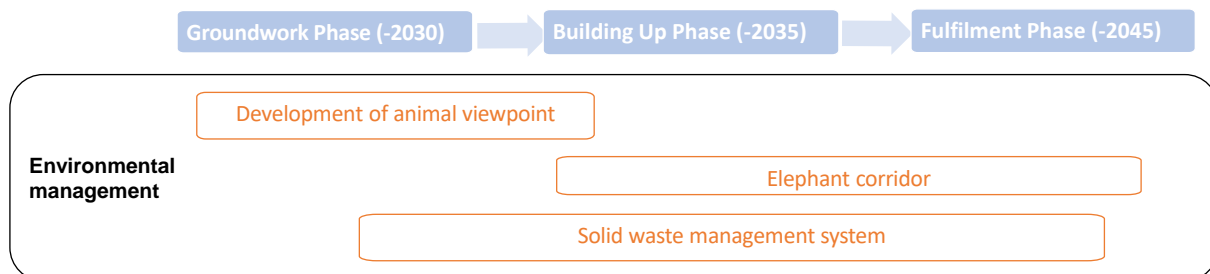 Groundwork Phase (-2030)
Building Up Phase (-2035)
Fulfilment Phase (-2045)
Development of animal viewpoint
Environmental
management
Elephant corridor
Solid waste management system